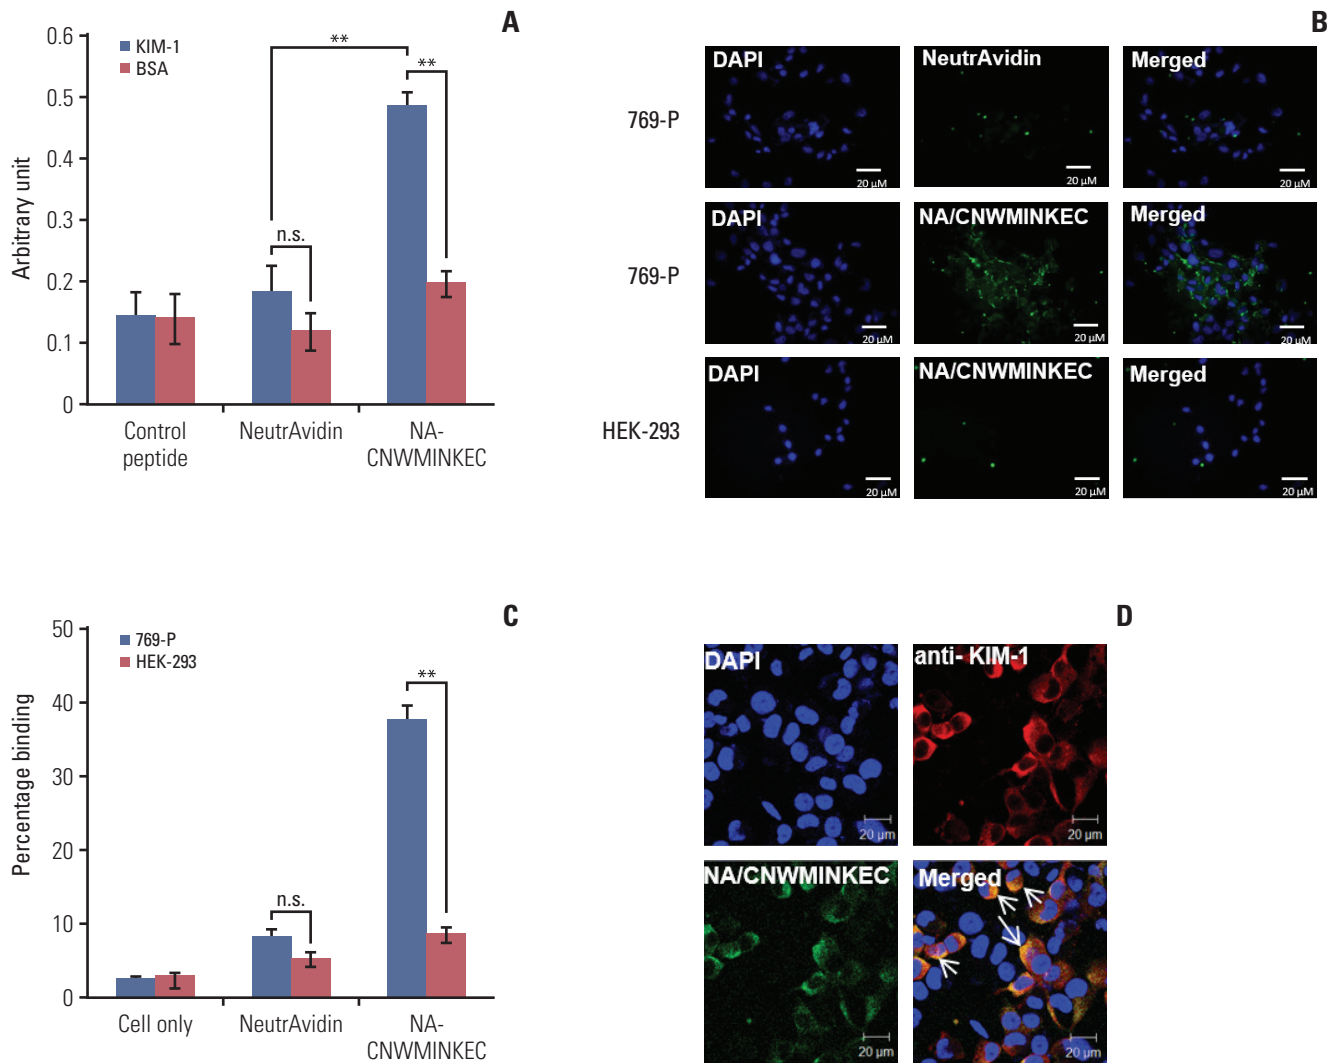 A
0.6
0.5
0.4
0.3
0.2
0.1
0
Arbitrary unit
KIM-1
BSA
**
**
n.s.
Control
peptide
NeutrAvidin
NA-
CNWMINKEC
B
769-P
DAPI
20 µM
NeutrAvidin
20 µM
Merged
20 µM
769-P
DAPI
20 µM
NA/CNWMINKEC
20 µM
Merged
20 µM
HEK-293
DAPI
20 µM
NA/CNWMINKEC
20 µM
Merged
20 µM
C
50
40
30
20
10
0
Percentage binding
769-P
HEK-293
**
n.s.
Cell only
NeutrAvidin
NA-
CNWMINKEC
D
DAPI
20 µm
anti- KIM-1
20 µm
NA/CNWMINKEC
20 µm
Merged
20 µm